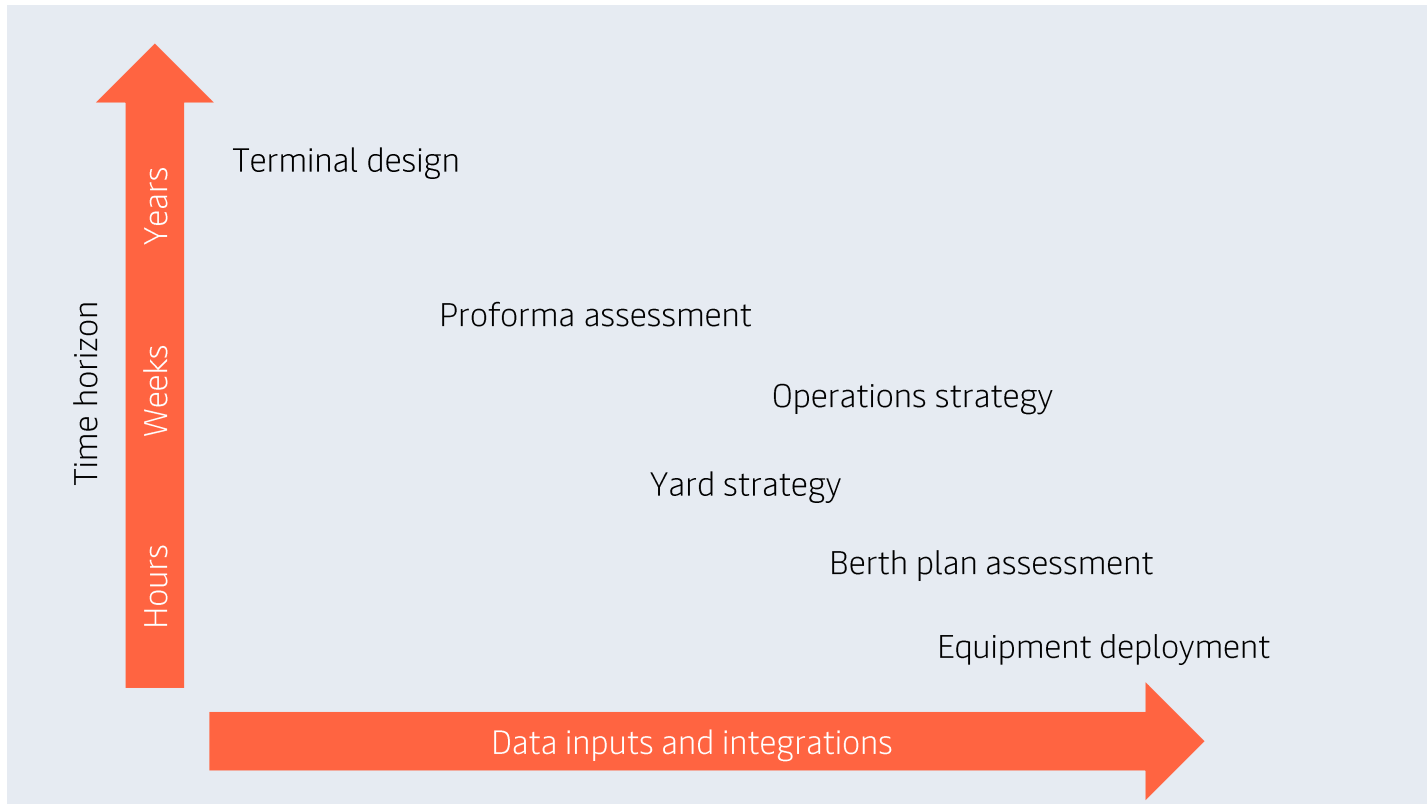 Time horizon
Years
Weeks
Hours
Terminal design
Proforma assessment
Operations strategy
Yard strategy
Berth plan assessment
Equipment deployment
Data inputs and integrations